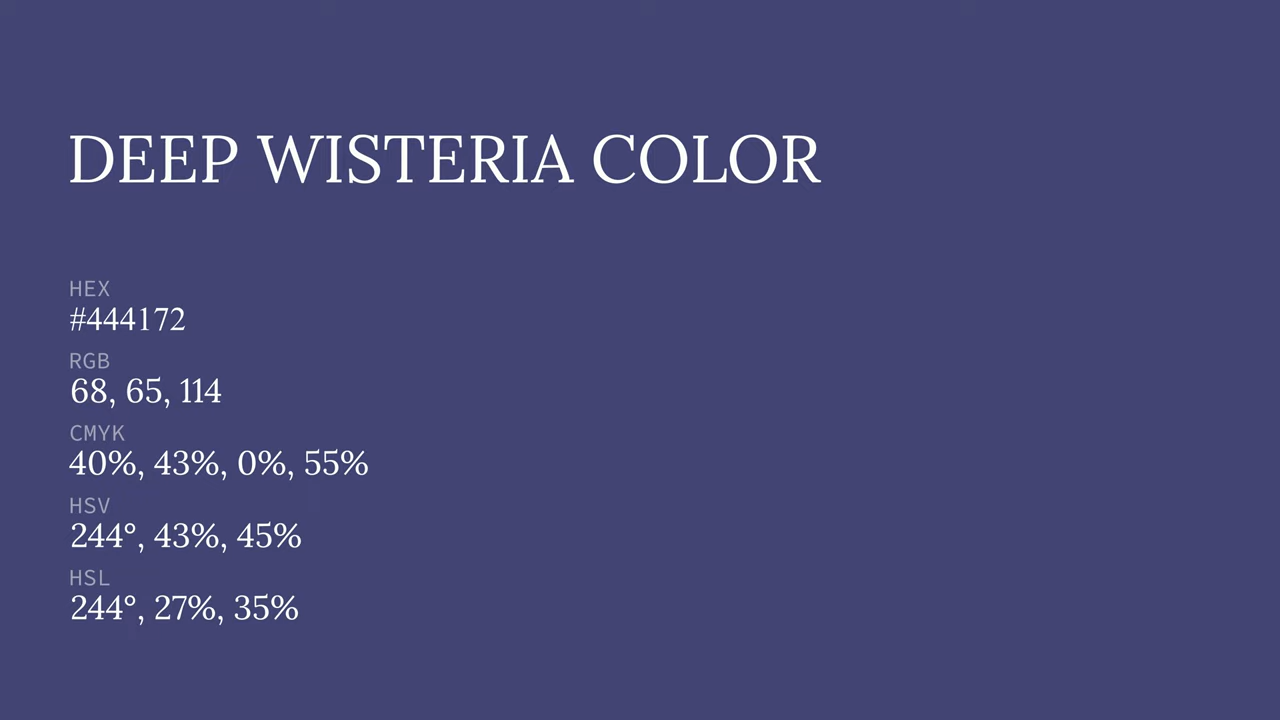 DEEP WISTERIA COLOR
HEX
#444172
RGB
68, 65, 114
CMYK
40%, 43%, 0%, 55%
HSV
244°, 43%, 45%
HSL
244°, 27%, 35%